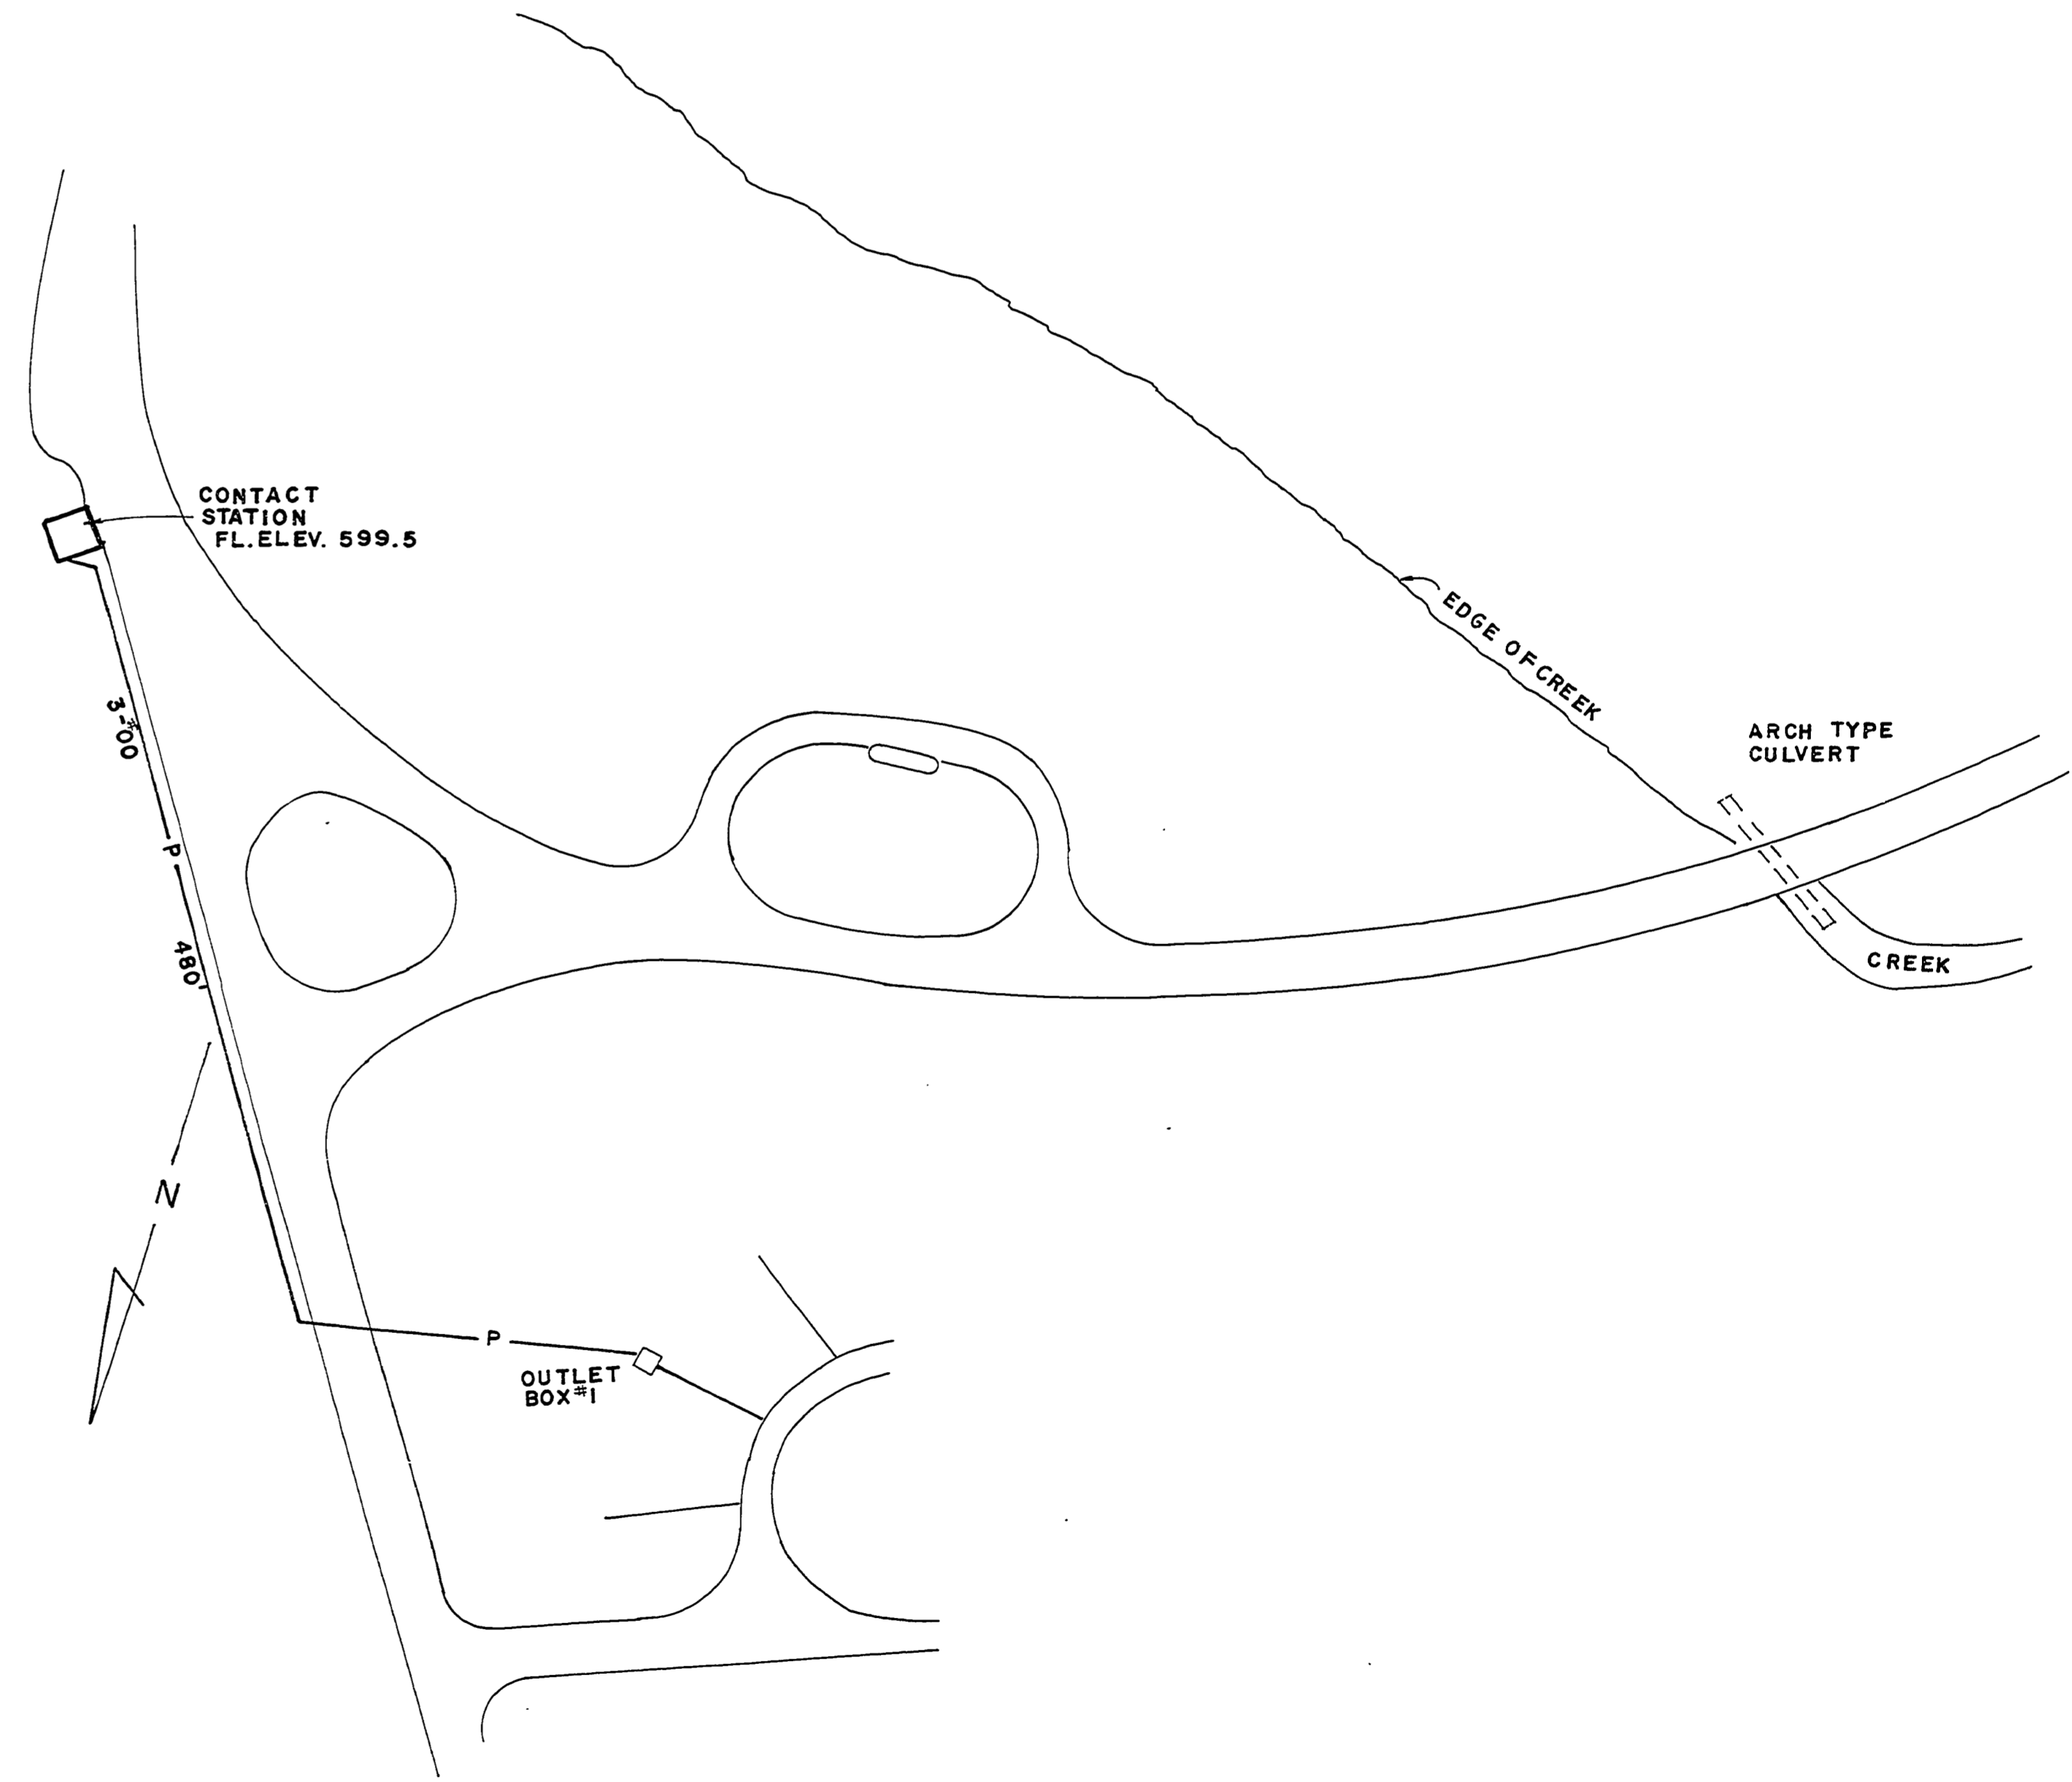 CONTACT
STATION
FL.ELEV. 599.5
EDGE OF CREEK
3-#00
ARCH TYPE
CULVERT
P
480'
CREEK
N
P
OUTLET
BOX#1